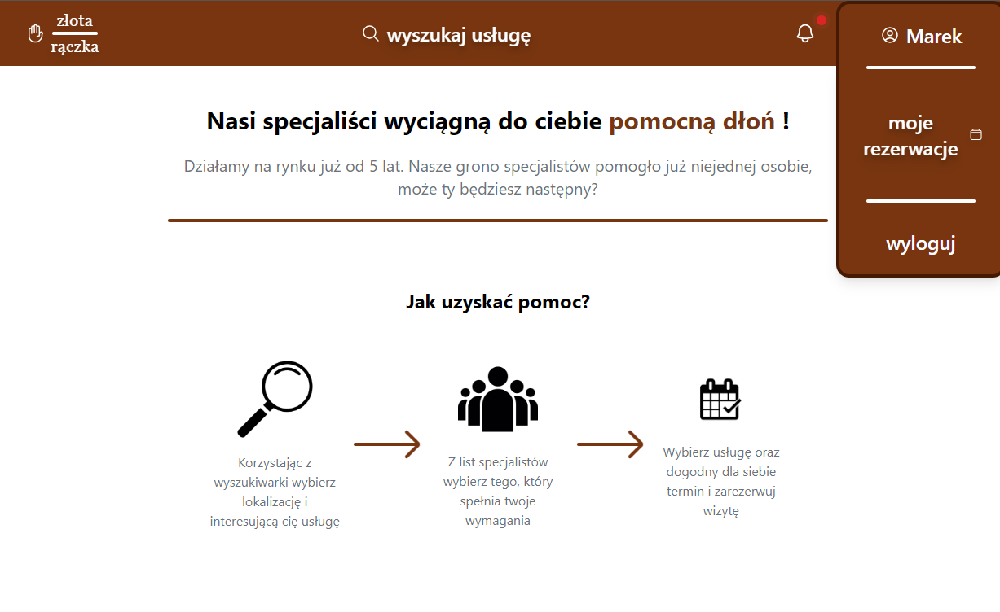 złota
rączka
wyszukaj usługę
Marek
moje
rezerwacje
wyloguj
Nasi specjaliści wyciągną do ciebie pomocną dłoń !
Działamy na rynku już od 5 lat. Nasze grono specjalistów pomogło już niejednej osobie,
może ty będziesz następny?
Jak uzyskać pomoc?
Korzystając z
wyszukiwarki wybierz
lokalizację i
interesującą cię usługę
Z list specjalistów
wybierz tego, który
spełnia twoje
wymagania
Wybierz usługę oraz
dogodny dla siebie
termin i zarezerwuj
wizytę